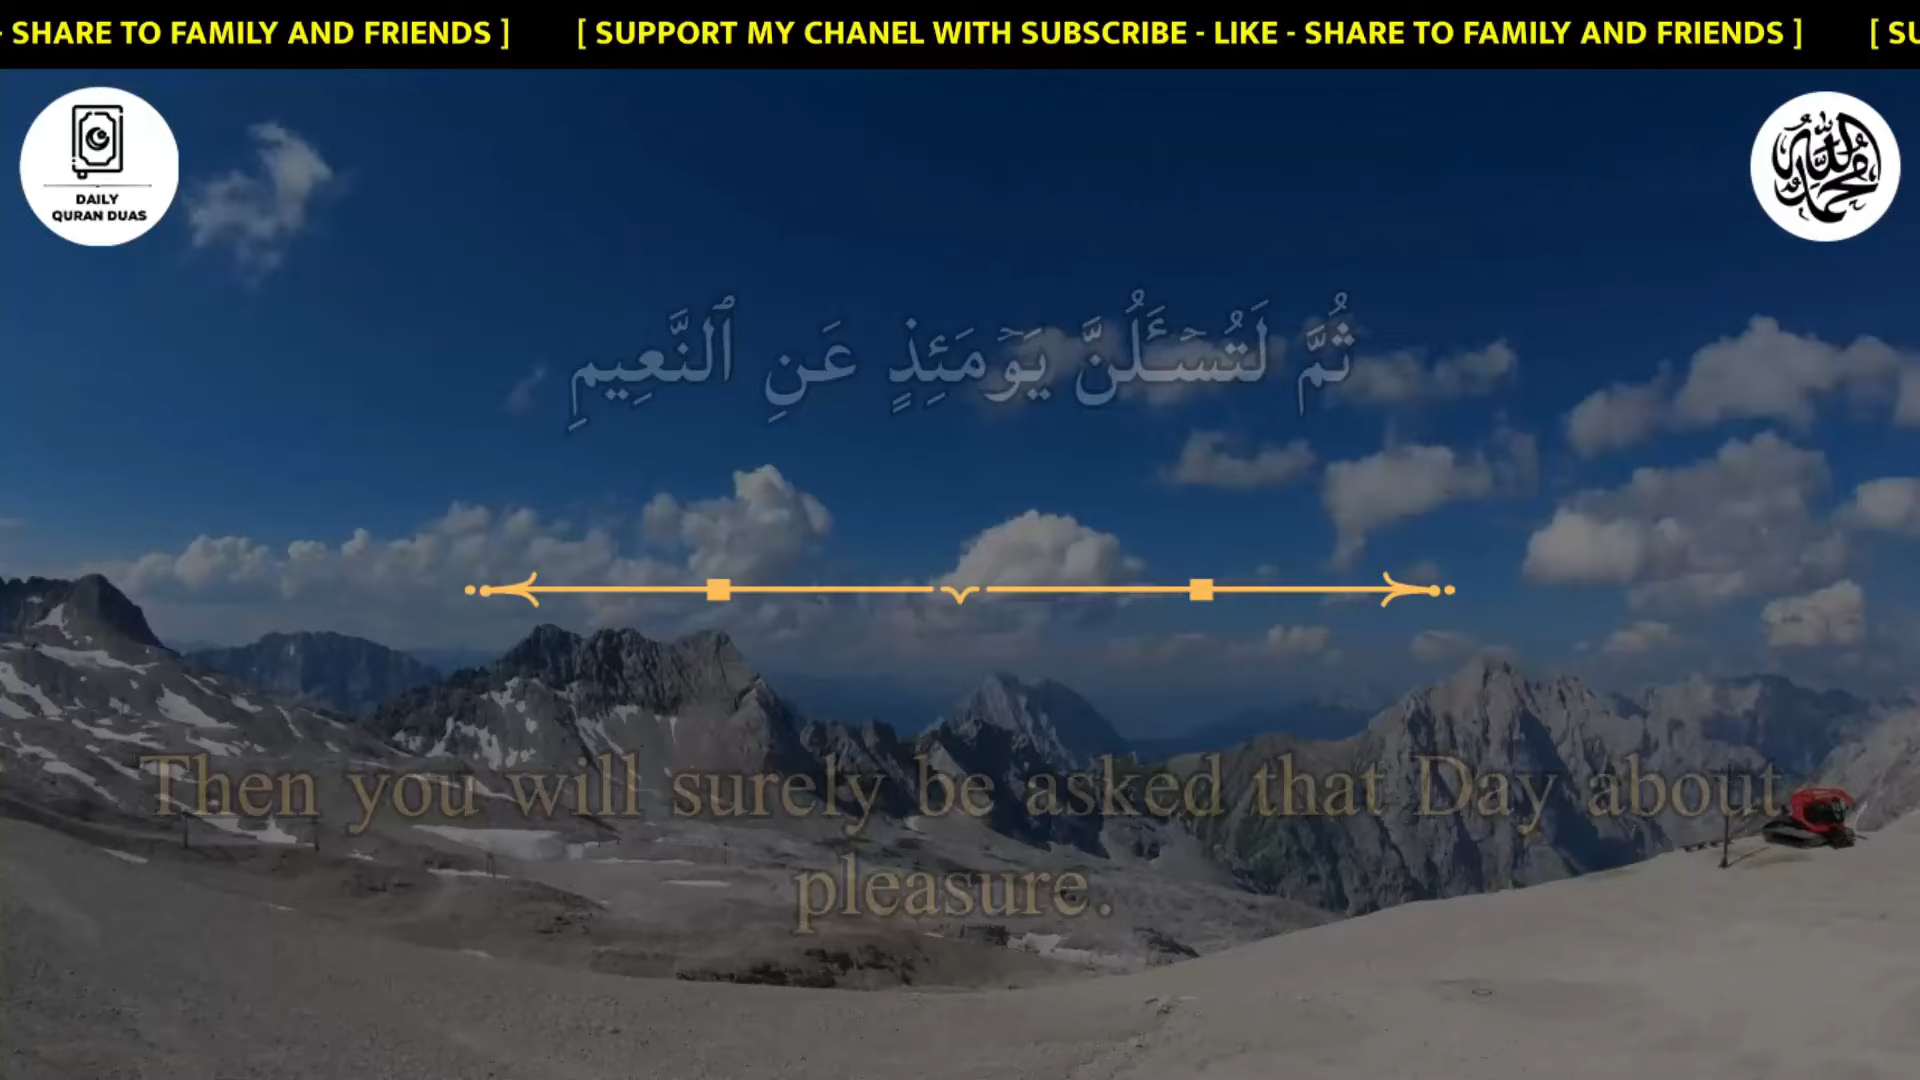 - SHARE TO FAMILY AND FRIENDS ] [ SUPPORT MY CHANEL WITH SUBSCRIBE - LIKE - SHARE TO FAMILY AND FRIENDS ] [ SU
DAILY
QURAN DUAS
ثُمَّ لَتُسۡـَٔلُنَّ يَوۡمَئِذٍ عَنِ ٱلنَّعِيمِ
Then you will surely be asked that Day about
pleasure.